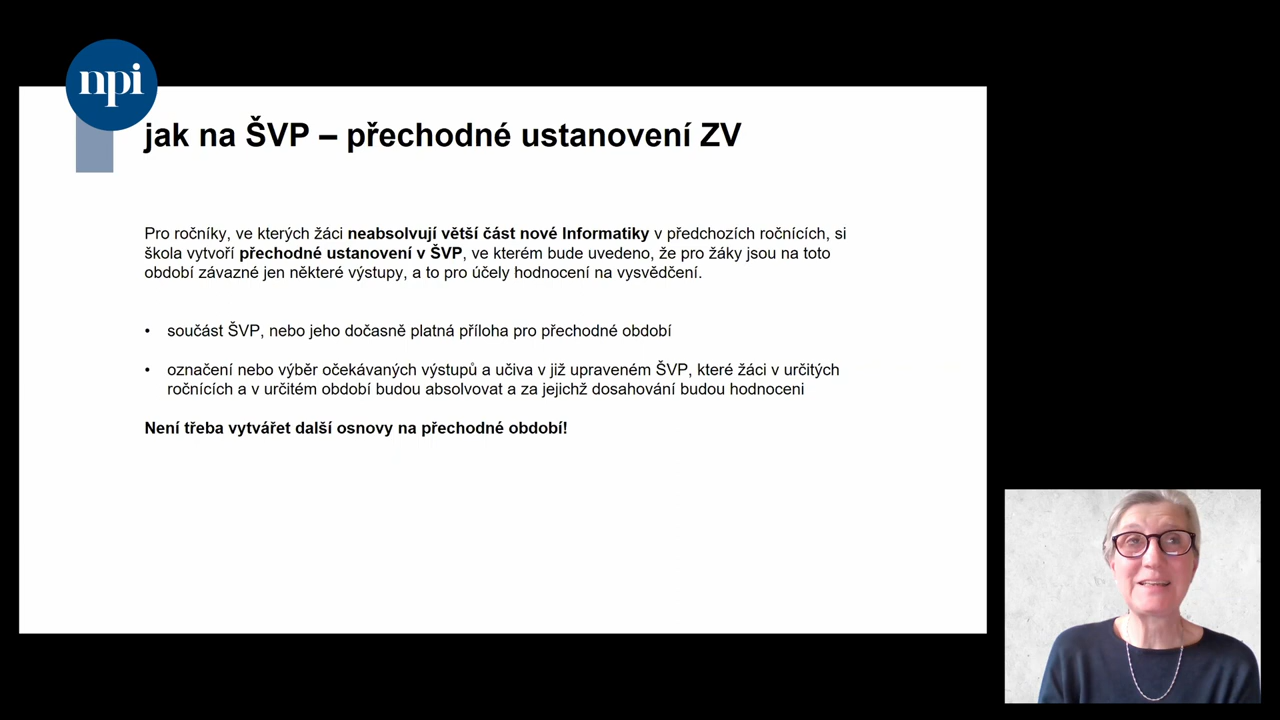 npi
jak na ŠVP – přechodné ustanovení ZV
Pro ročníky, ve kterých žáci neabsolvují větší část nové Informatiky v předchozích ročnících, si
škola vytvoří přechodné ustanovení v ŠVP, ve kterém bude uvedeno, že pro žáky jsou na toto
období závazné jen některé výstupy, a to pro účely hodnocení na vysvědčení.
• součást ŠVP, nebo jeho dočasně platná příloha pro přechodné období
• označení nebo výběr očekávaných výstupů a učiva v již upraveném ŠVP, které žáci v určitých
ročnících a v určitém období budou absolvovat a za jejichž dosahování budou hodnoceni
Není třeba vytvářet další osnovy na přechodné období!